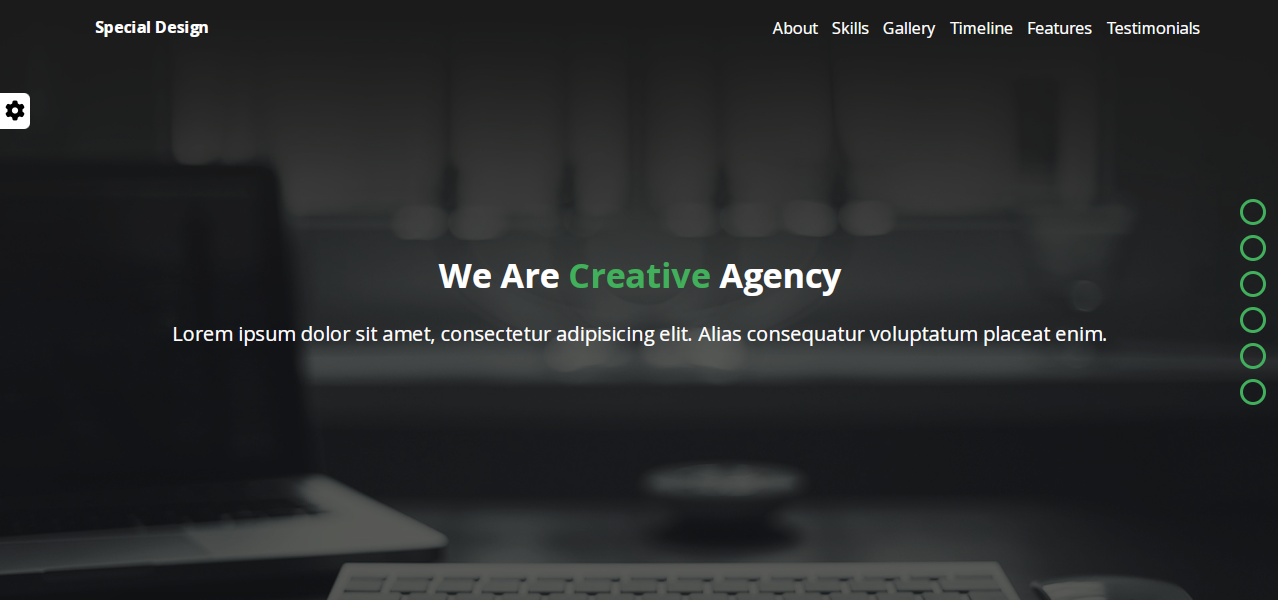 Special Design
About Skills Gallery Timeline Features Testimonials
We Are Creative Agency
Lorem ipsum dolor sit amet, consectetur adipisicing elit. Alias consequatur voluptatum placeat enim.